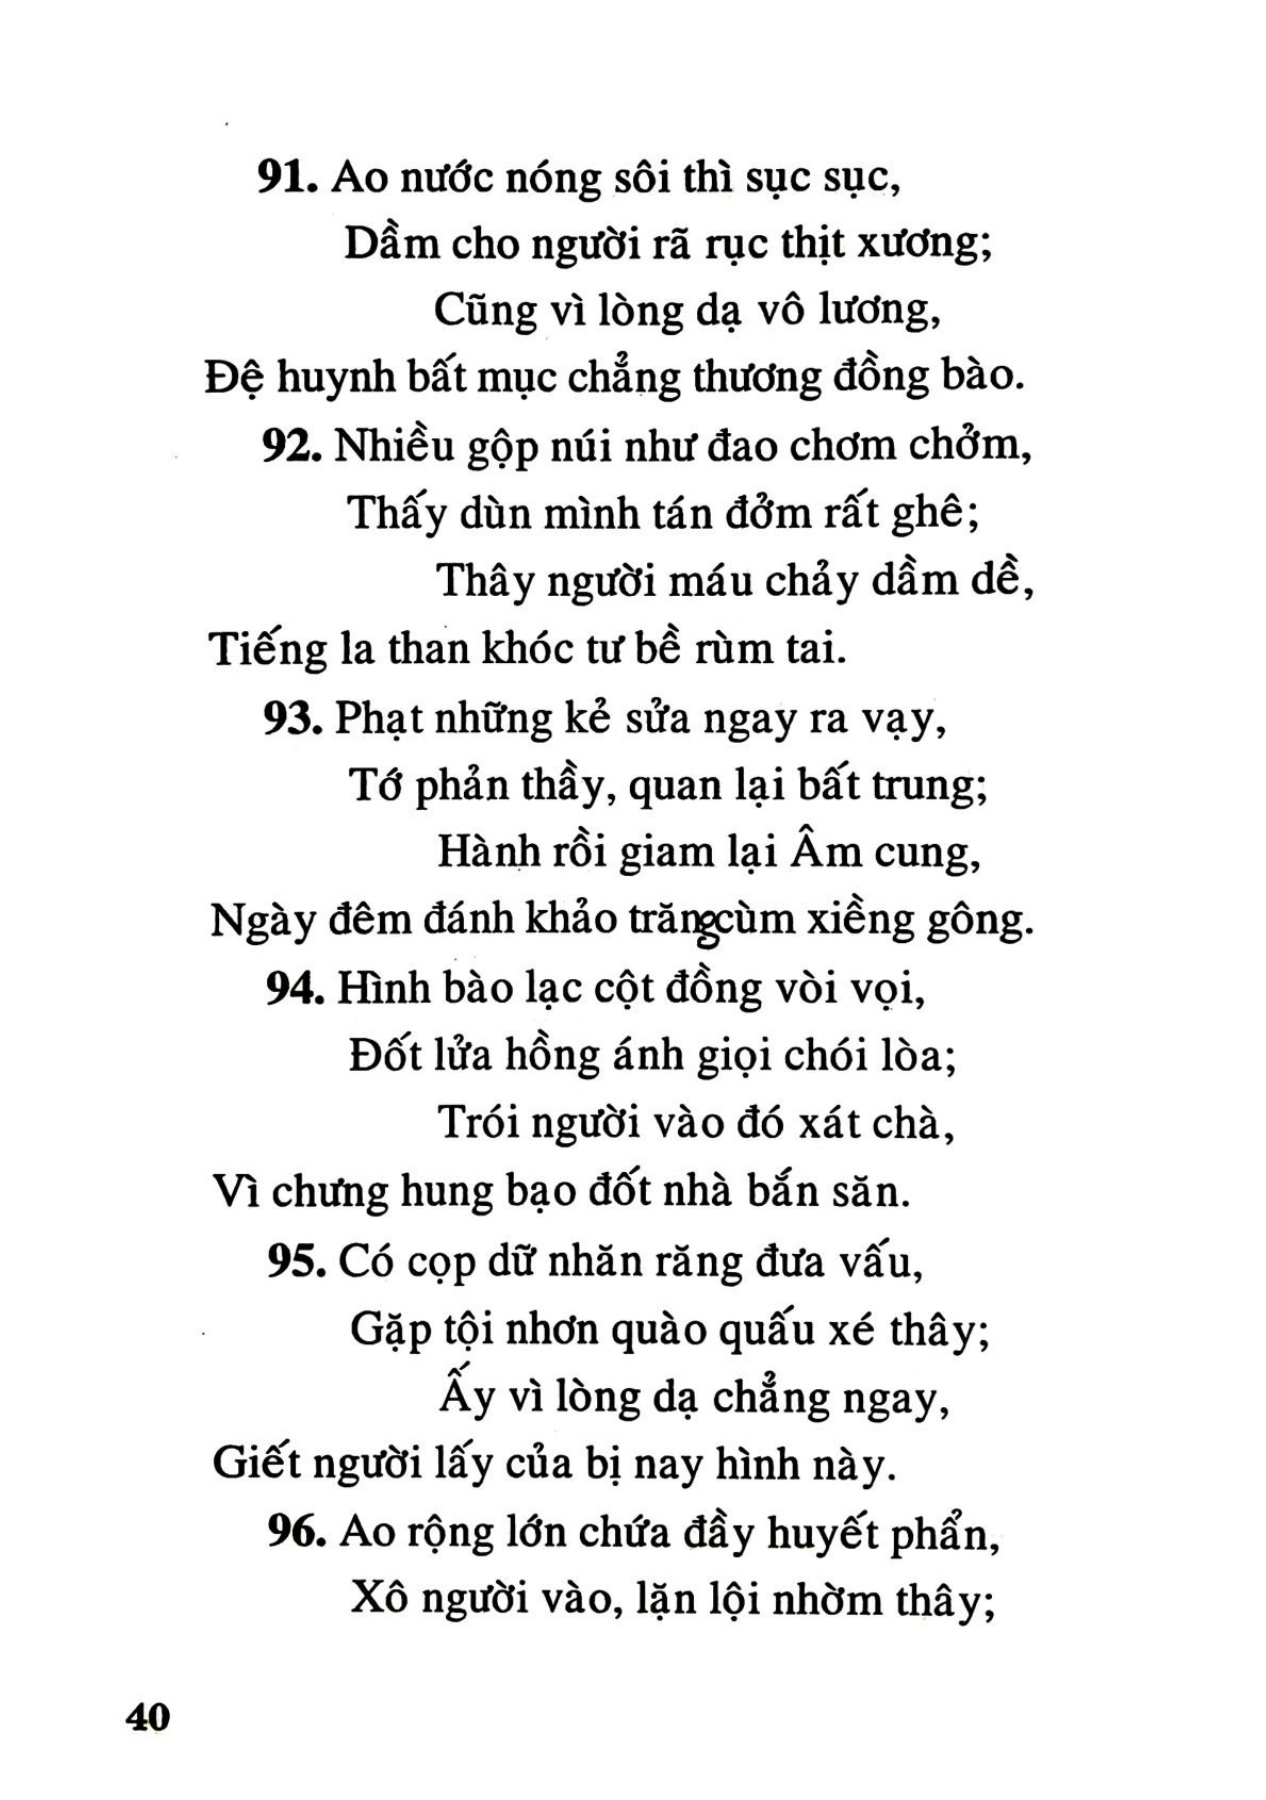 91. Ao nước nóng sôi thì sục sục,
Dầm cho người rã rục thịt xương;
Cũng vì lòng dạ vô lương,
Đệ huynh bất mục chẳng thương đồng bào.
92. Nhiều gộp núi như đao chơm chởm,
Thấy dùn mình tán đởm rất ghê;
Thây người máu chảy dầm dề,
Tiếng la than khóc tư bề rùm tai.
93. Phạt những kẻ sửa ngay ra vạy,
Tớ phản thầy, quan lại bất trung;
Hành rồi giam lại Âm cung,
Ngày đêm đánh khảo trăng cùm xiềng gông.
94. Hình bào lạc cột đồng vòi vọi,
Đốt lửa hồng ánh giọi chói lòa;
Trói người vào đó xát chà,
Vì chưng hung bạo đốt nhà bắn săn.
95. Có cọp dữ nhăn răng đưa vấu,
Gặp tội nhơn quào quấu xé thây;
Ấy vì lòng dạ chẳng ngay,
Giết người lấy của bị nay hình này.
96. Ao rộng lớn chứa đầy huyết phẩn,
Xô người vào, lặn lội nhờm thây;
40